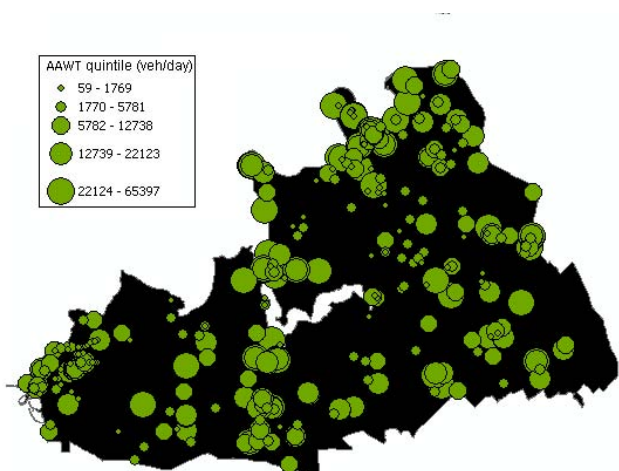 AAWT quintile (veh/day)
59 - 1769
1770 - 5781
5782 - 12738
12739 - 22123
22124 - 65397